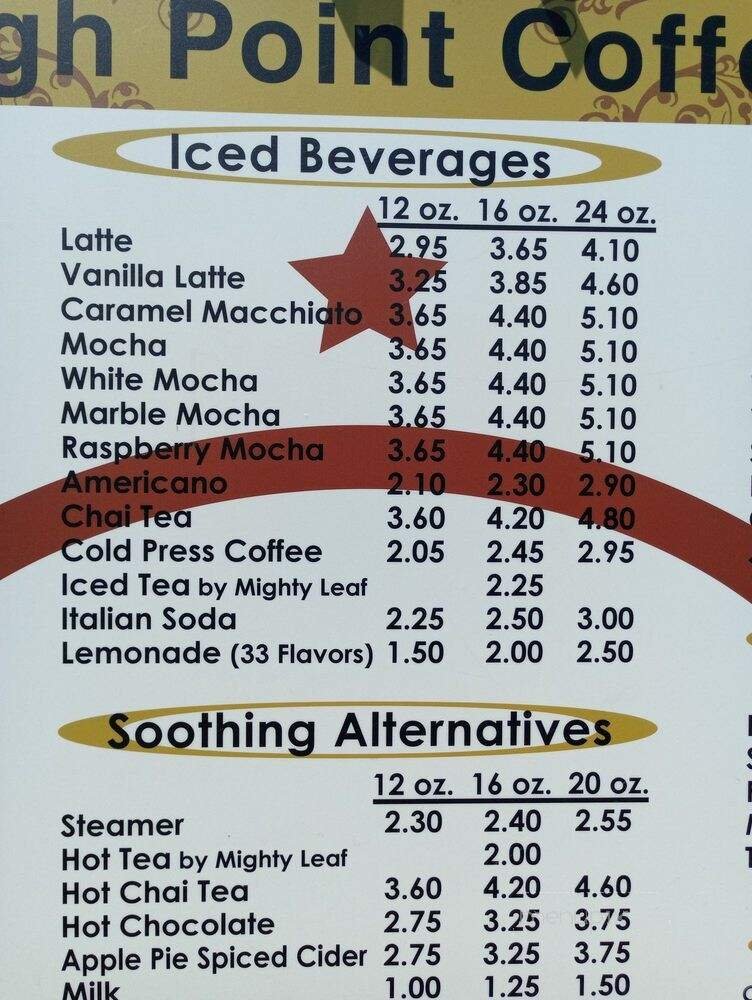 gh Point Coff
Iced Beverages
12 oz. 16 oz. 24 oz.
Latte 2.95 3.65 4.10
Vanilla Latte 3.25 3.85 4.60
Caramel Macchiato 3.65 4.40 5.10
Mocha 3.65 4.40 5.10
White Mocha 3.65 4.40 5.10
Marble Mocha 3.65 4.40 5.10
Raspberry Mocha 3.65 4.40 5.10
Americano 2.10 2.30 2.90
Chai Tea 3.60 4.20 4.80
Cold Press Coffee 2.05 2.45 2.95
Iced Tea by Mighty Leaf 2.25
Italian Soda 2.25 2.50 3.00
Lemonade (33 Flavors) 1.50 2.00 2.50
Soothing Alternatives
12 oz. 16 oz. 20 oz.
Steamer 2.30 2.40 2.55
Hot Tea by Mighty Leaf 2.00
Hot Chai Tea 3.60 4.20 4.60
Hot Chocolate 2.75 3.25 3.75
Apple Pie Spiced Cider 2.75 3.25 3.75
Milk 1.00 1.25 1.50